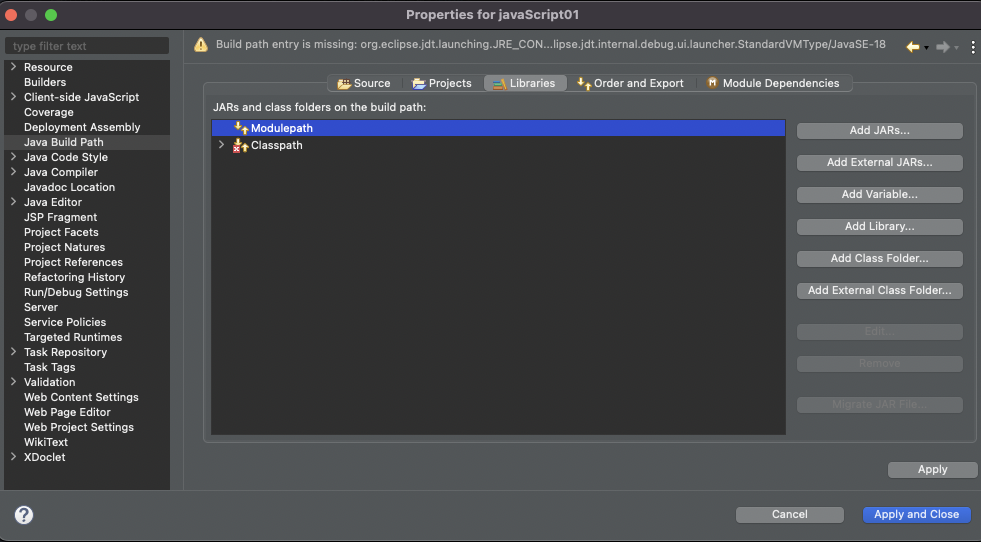 Properties for javaScript01
type filter text
Resource
Builders
Client-side JavaScript
Coverage
Deployment Assembly
Java Build Path
Java Code Style
Java Compiler
Javadoc Location
Java Editor
JSP Fragment
Project Facets
Project Natures
Project References
Refactoring History
Run/Debug Settings
Server
Service Policies
Targeted Runtimes
Task Repository
Task Tags
Validation
Web Content Settings
Web Page Editor
Web Project Settings
WikiText
XDoclet
Build path entry is missing: org.eclipse.jdt.launching.JRE_CON...lipse.jdt.internal.debug.ui.launcher.StandardVMType/JavaSE-18
Source Projects Libraries Order and Export Module Dependencies
JARs and class folders on the build path:
Modulepath
Classpath
Add JARs...
Add External JARs...
Add Variable...
Add Library...
Add Class Folder...
Add External Class Folder...
Edit...
Remove
Migrate JAR File...
Apply
Cancel
Apply and Close